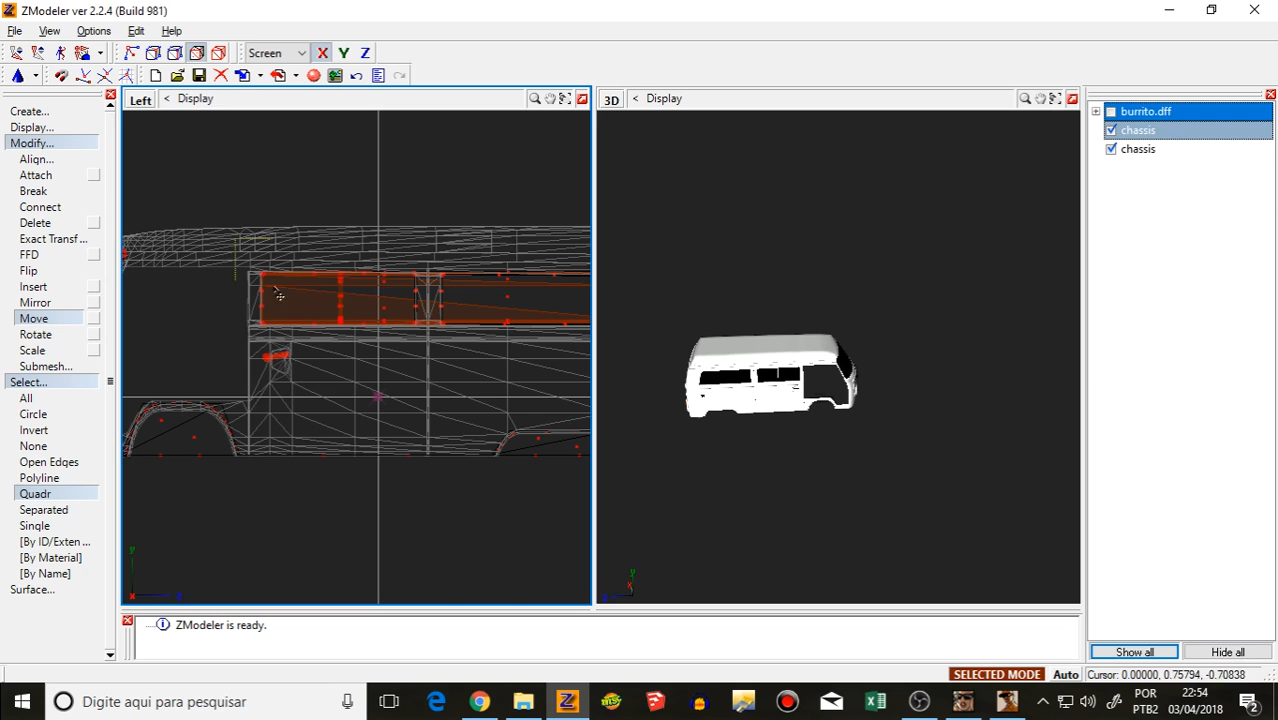 ZModeler ver 2.2.4 (Build 981)
File View Options Edit Help
Screen X Y Z
Left < Display
3D < Display
Create...
Display...
Modify...
Align...
Attach
Break
Connect
Delete
Exact Transf ...
FFD
Flip
Insert
Mirror
Move
Rotate
Scale
Submesh...
Select...
All
Circle
Invert
None
Open Edges
Polyline
Quadr
Separated
Single
[By ID/Exten ...
[By Material]
[By Name]
Surface...
burrito.dff
chassis
chassis
y
x
y
x
ZModeler is ready.
Show all Hide all
SELECTED MODE Auto Cursor: 0.00000, 0.75794, -0.70838
Digite aqui para pesquisar
POR
PTB2
22:54
03/04/2018
2